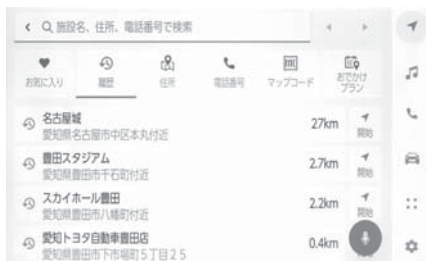 施設名、住所、電話番号で検索
お気に入り
履歴
住所
電話番号
マップコード
おでかけ
プラン
名古屋城
愛知県名古屋市中区本丸付近
27km
開始
豊田スタジアム
愛知県豊田市千石町付近
2.7km
開始
スカイホール豊田
愛知県豊田市八幡町付近
2.2km
開始
愛知トヨタ自動車豊田店
愛知県豊田市下市場町5丁目25
0.4km